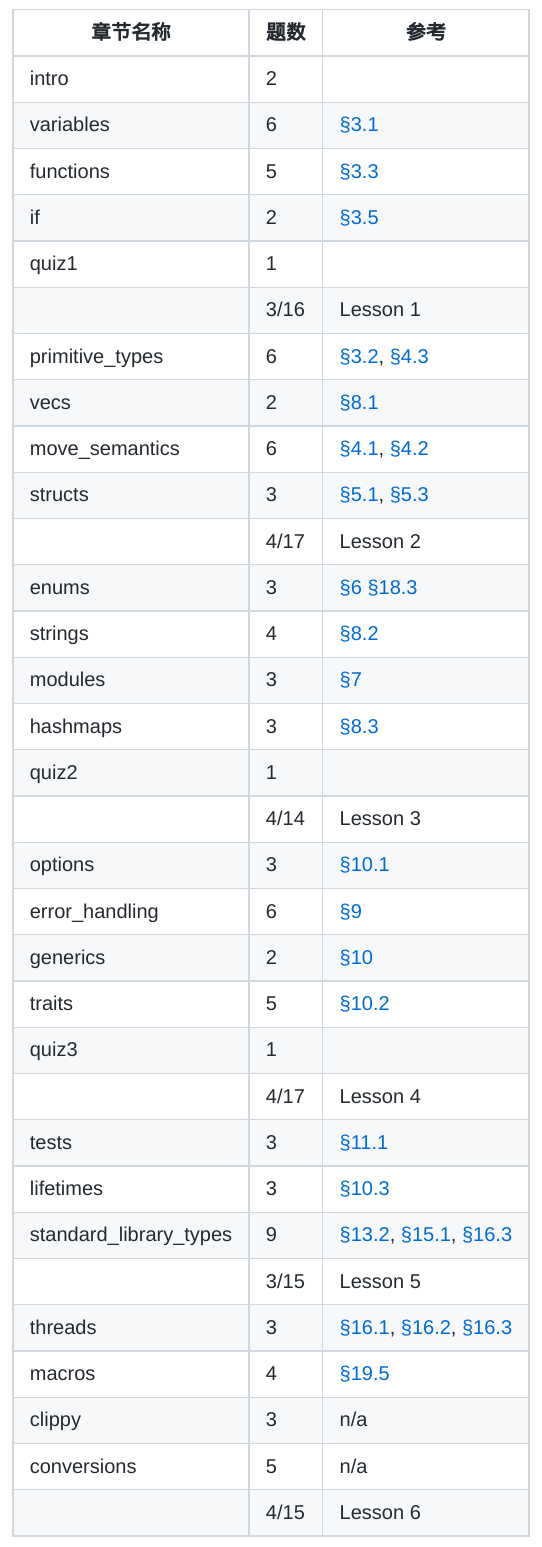 章节名称 题数 参考
intro 2
variables 6 §3.1
functions 5 §3.3
if 2 §3.5
quiz1 1
3/16 Lesson 1
primitive_types 6 §3.2, §4.3
vecs 2 §8.1
move_semantics 6 §4.1, §4.2
structs 3 §5.1, §5.3
4/17 Lesson 2
enums 3 §6 §18.3
strings 4 §8.2
modules 3 §7
hashmaps 3 §8.3
quiz2 1
4/14 Lesson 3
options 3 §10.1
error_handling 6 §9
generics 2 §10
traits 5 §10.2
quiz3 1
4/17 Lesson 4
tests 3 §11.1
lifetimes 3 §10.3
standard_library_types 9 §13.2, §15.1, §16.3
3/15 Lesson 5
threads 3 §16.1, §16.2, §16.3
macros 4 §19.5
clippy 3 n/a
conversions 5 n/a
4/15 Lesson 6